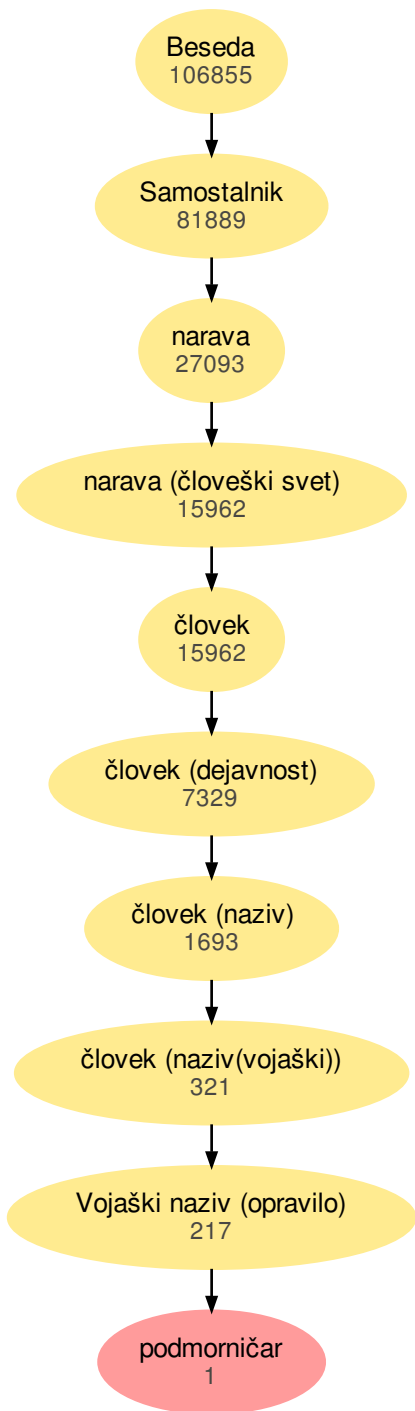 Beseda
106855
Samostalnik
81889
narava
27093
narava (človeški svet)
15962
človek
15962
človek (dejavnost)
7329
človek (naziv)
1693
človek (naziv(vojaški))
321
Vojaški naziv (opravilo)
217
podmorničar
1